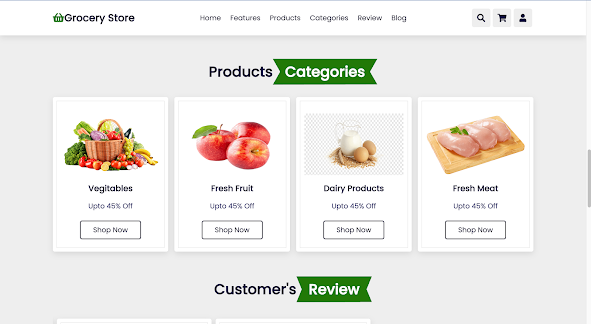 Grocery Store
Home Features Products Categories Review Blog
Products Categories
Vegitables
Upto 45% Off
Shop Now
Fresh Fruit
Upto 45% Off
Shop Now
Dairy Products
Upto 45% Off
Shop Now
Fresh Meat
Upto 45% Off
Shop Now
Customer's Review